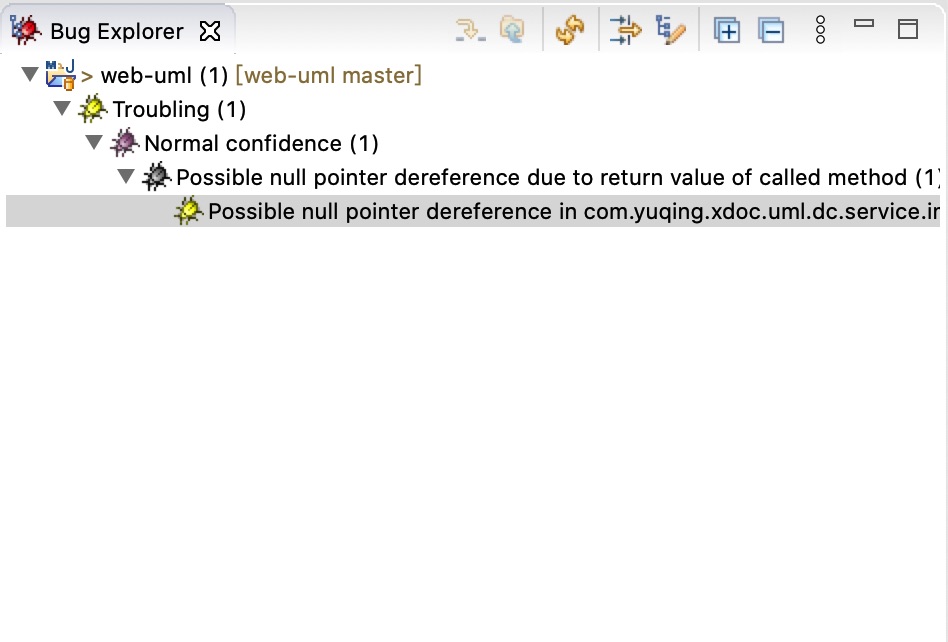 Bug Explorer
> web-uml (1) [web-uml master]
Troubling (1)
Normal confidence (1)
Possible null pointer dereference due to return value of called method (1)
Possible null pointer dereference in com.yuqing.xdoc.uml.dc.service.ir